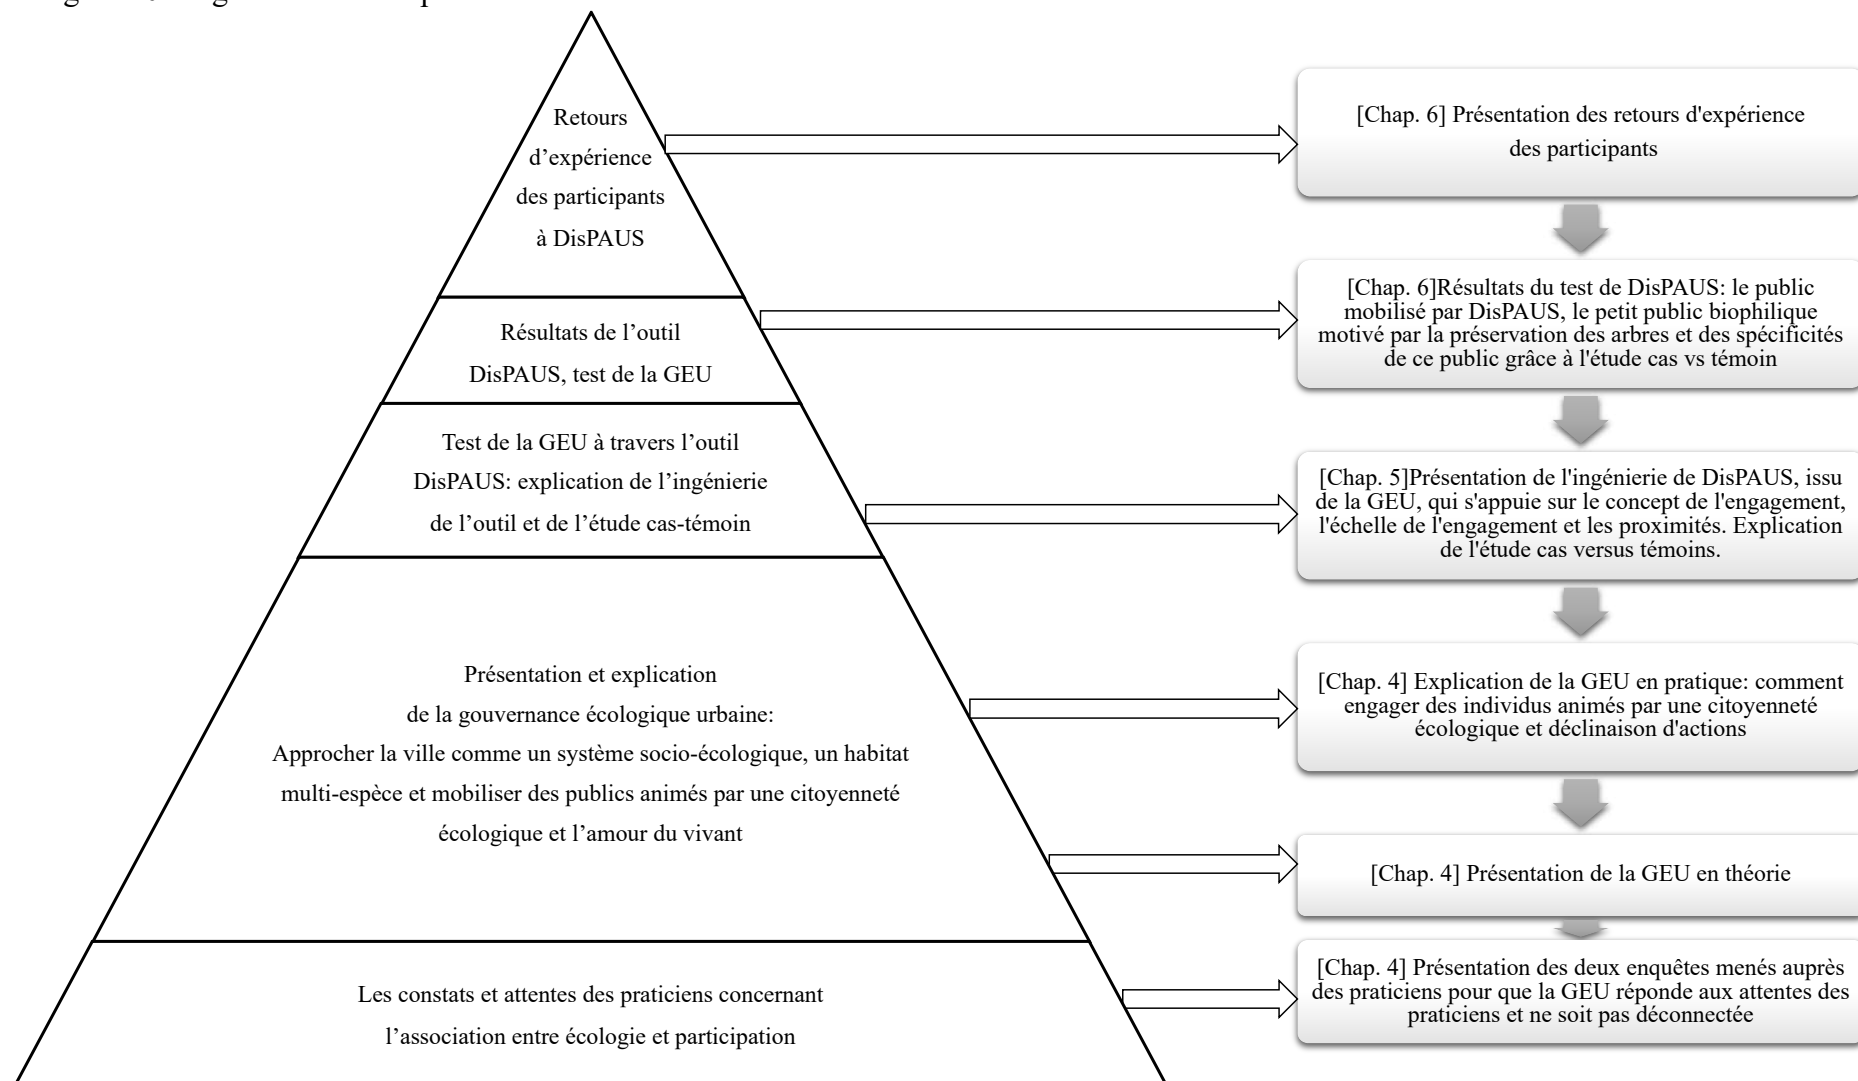 Retours
d’expérience
des participants
à DisPAUS
[Chap. 6] Présentation des retours d'expérience
des participants
Résultats de l’outil
DisPAUS, test de la GEU
[Chap. 6]Résultats du test de DisPAUS: le public
mobilisé par DisPAUS, le petit public biophilique
motivé par la préservation des arbres et des spécificités
de ce public grâce à l'étude cas vs témoin
Test de la GEU à travers l’outil
DisPAUS: explication de l’ingénierie
de l’outil et de l’étude cas-témoin
[Chap. 5]Présentation de l'ingénierie de DisPAUS, issu
de la GEU, qui s'appuie sur le concept de l'engagement,
l'échelle de l'engagement et les proximités. Explication
de l'étude cas versus témoins.
Présentation et explication
de la gouvernance écologique urbaine:
Approcher la ville comme un système socio-écologique, un habitat
multi-espèce et mobiliser des publics animés par une citoyenneté
écologique et l’amour du vivant
[Chap. 4] Explication de la GEU en pratique: comment
engager des individus animés par une citoyenneté
écologique et déclinaison d'actions
[Chap. 4] Présentation de la GEU en théorie
Les constats et attentes des praticiens concernant
l’association entre écologie et participation
[Chap. 4] Présentation des deux enquêtes menés auprès
des praticiens pour que la GEU réponde aux attentes des
praticiens et ne soit pas déconnectée